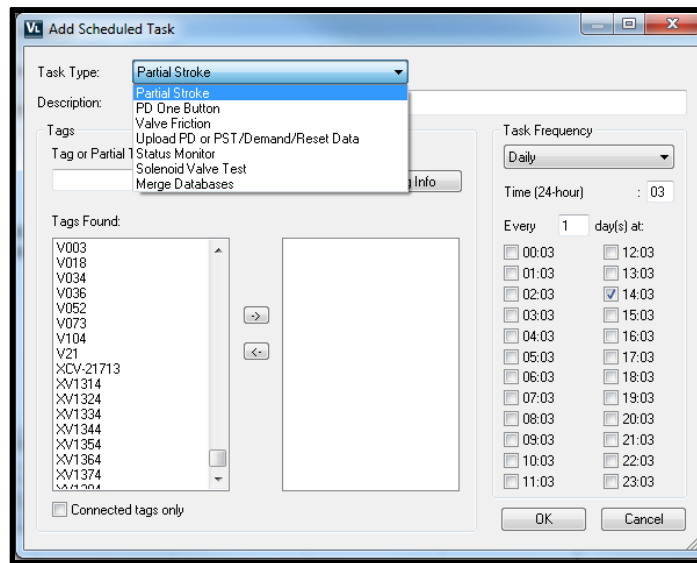 VL Add Scheduled Task
Task Type: Partial Stroke
Partial Stroke
Description: PD One Button
Valve Friction
Upload PD or PST/Demand/Reset Data
Status Monitor
Solenoid Valve Test
Merge Databases
Tags
Tag or Partial
Info
Tags Found:
V003
V018
V034
V036
V052
V073
V104
V21
XCV-21713
XV1314
XV1324
XV1334
XV1344
XV1354
XV1364
XV1374
Connected tags only
Task Frequency
Daily
Time (24-hour) : 03
Every 1 day(s) at:
00:03 12:03
01:03 13:03
02:03 14:03
03:03 15:03
04:03 16:03
05:03 17:03
06:03 18:03
07:03 19:03
08:03 20:03
09:03 21:03
10:03 22:03
11:03 23:03
OK Cancel